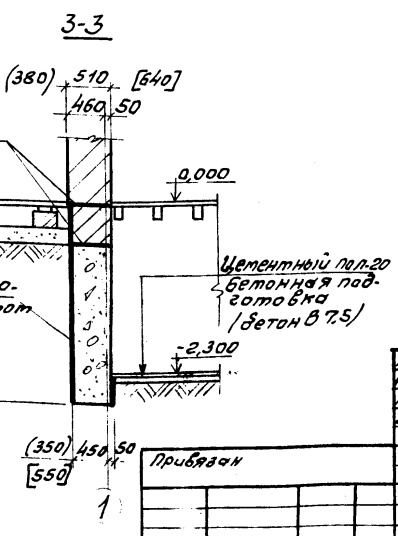 3-3
(380) 510 [640]
460 50
0,000
Цементный пол-20
бетонная под-
готовка
(бетон В 7.5)
-2,300
(350) 450 50
[550]
1
Привязан